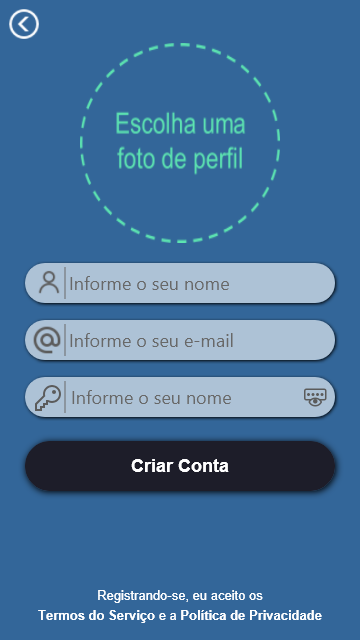 Escolha uma
foto de perfil
Informe o seu nome
Informe o seu e-mail
Informe o seu nome
Criar Conta
Registrando-se, eu aceito os
Termos do Serviço e a Política de Privacidade